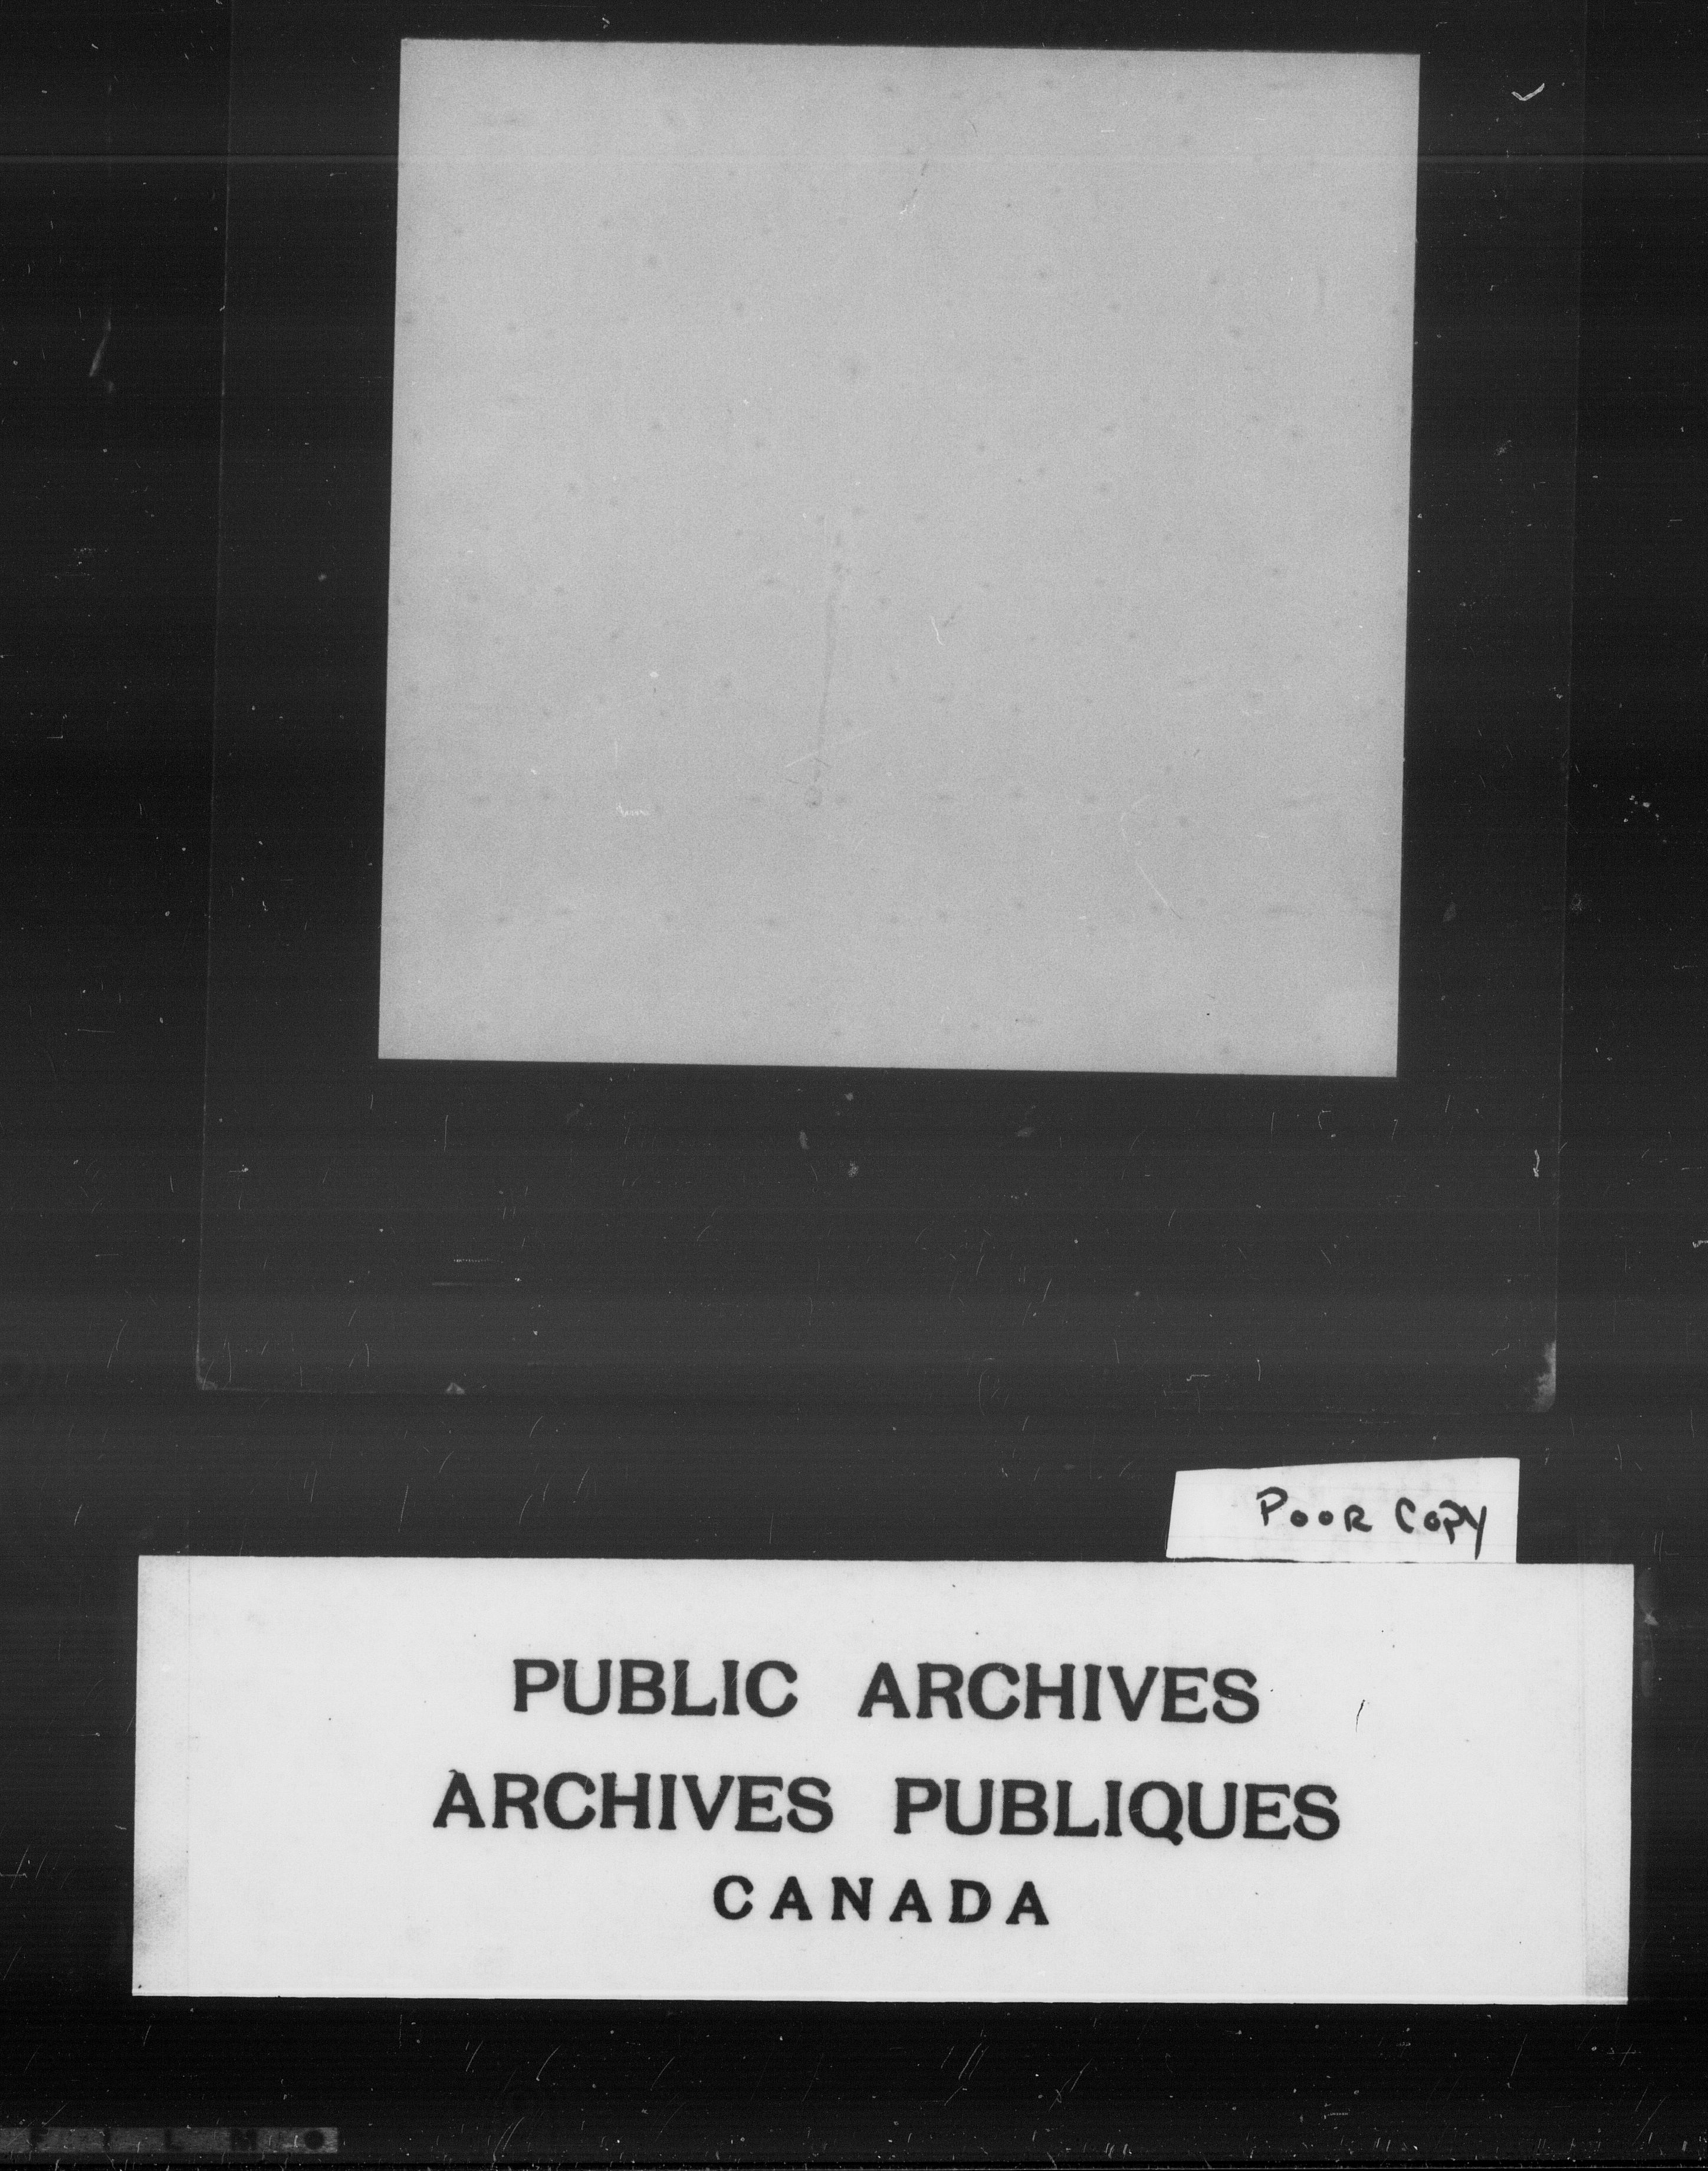 POOR COPY
PUBLIC ARCHIVES
ARCHIVES PUBLIQUES
CANADA